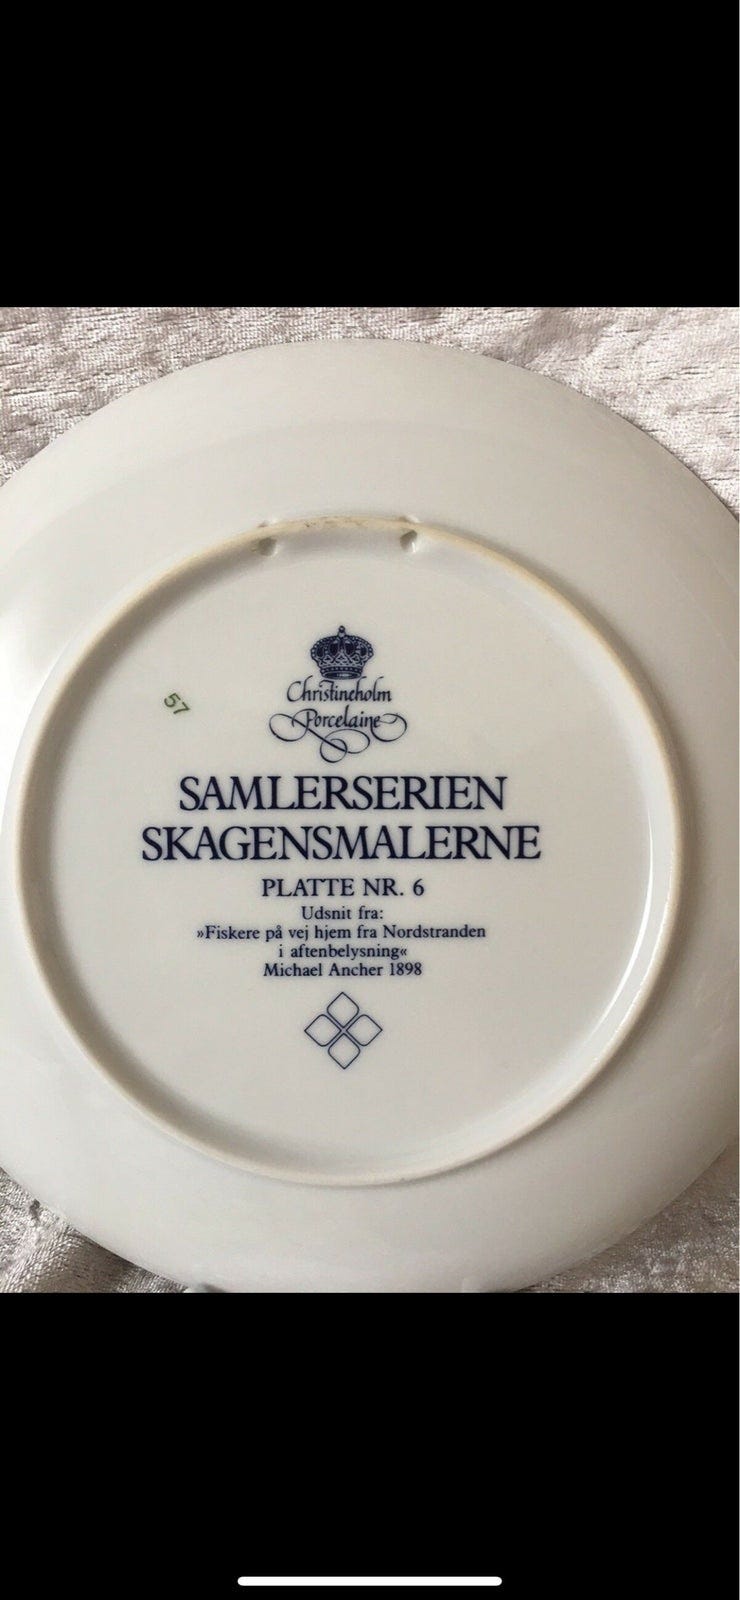 57
Christineholm
Porcelaine
SAMLERSERIEN
SKAGENSMALERNE
PLATTE NR. 6
Udsnit fra:
»Fiskere på vej hjem fra Nordstranden
i aftenbelysning«
Michael Ancher 1898